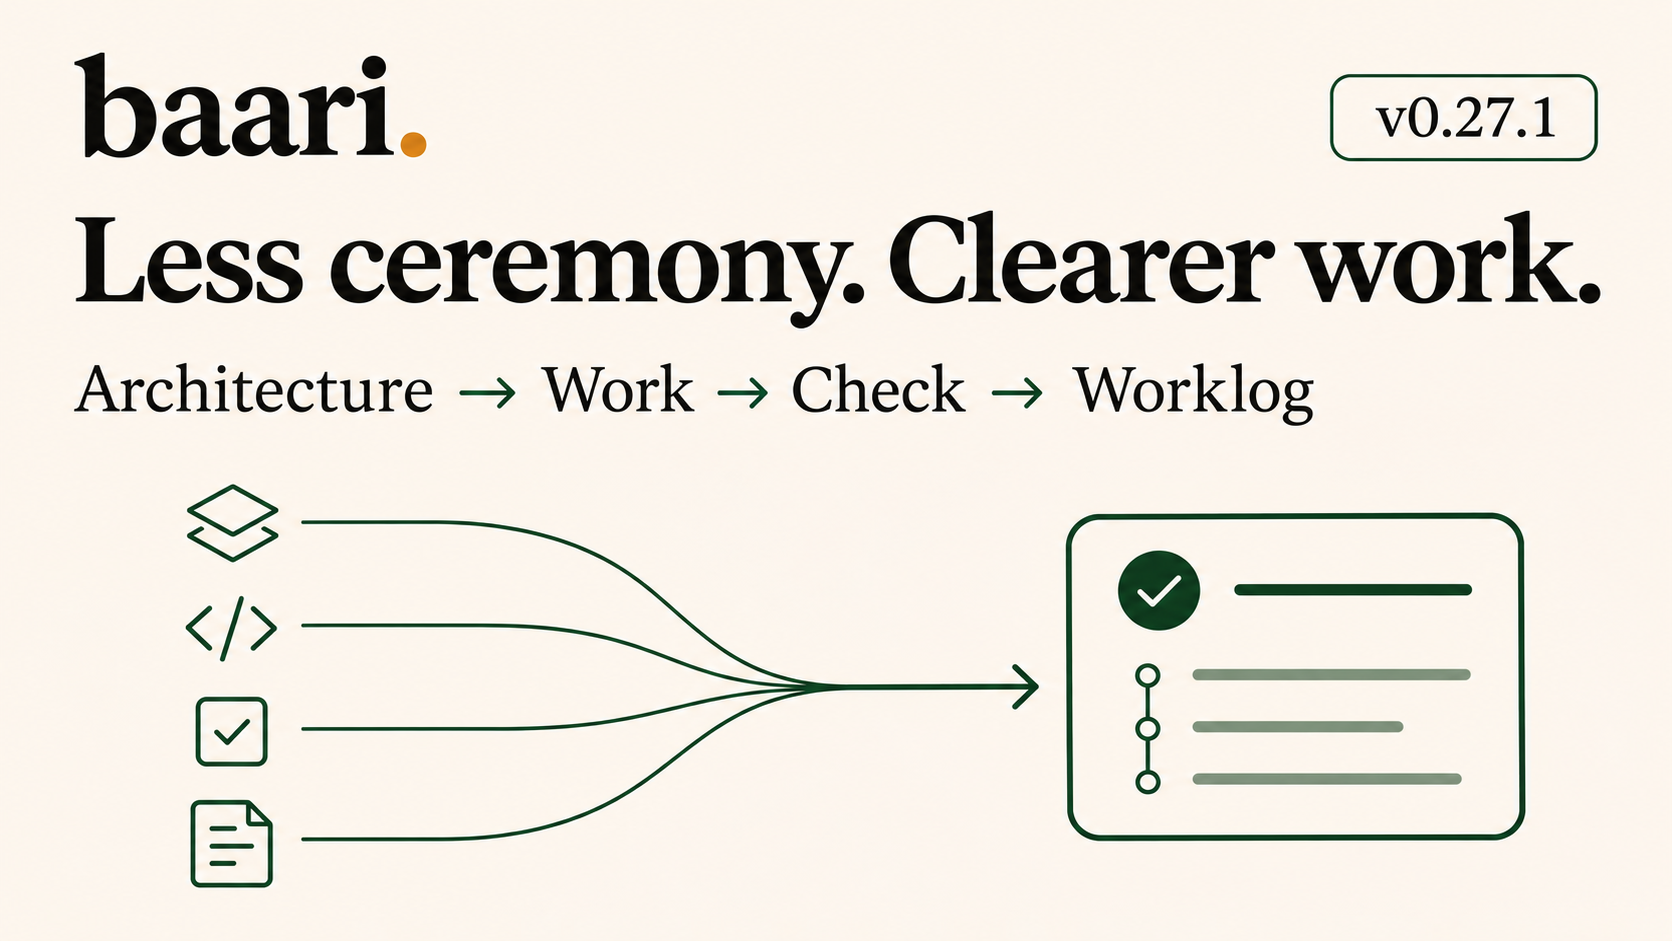 baari.
v0.27.1
Less ceremony. Clearer work.
Architecture → Work → Check → Worklog